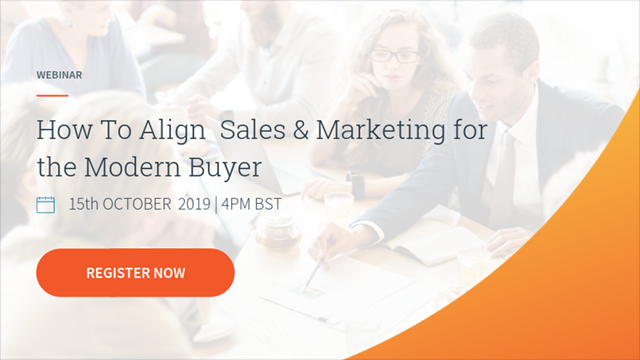 WEBINAR
How To Align Sales & Marketing for
the Modern Buyer
15th OCTOBER 2019 | 4PM BST
REGISTER NOW